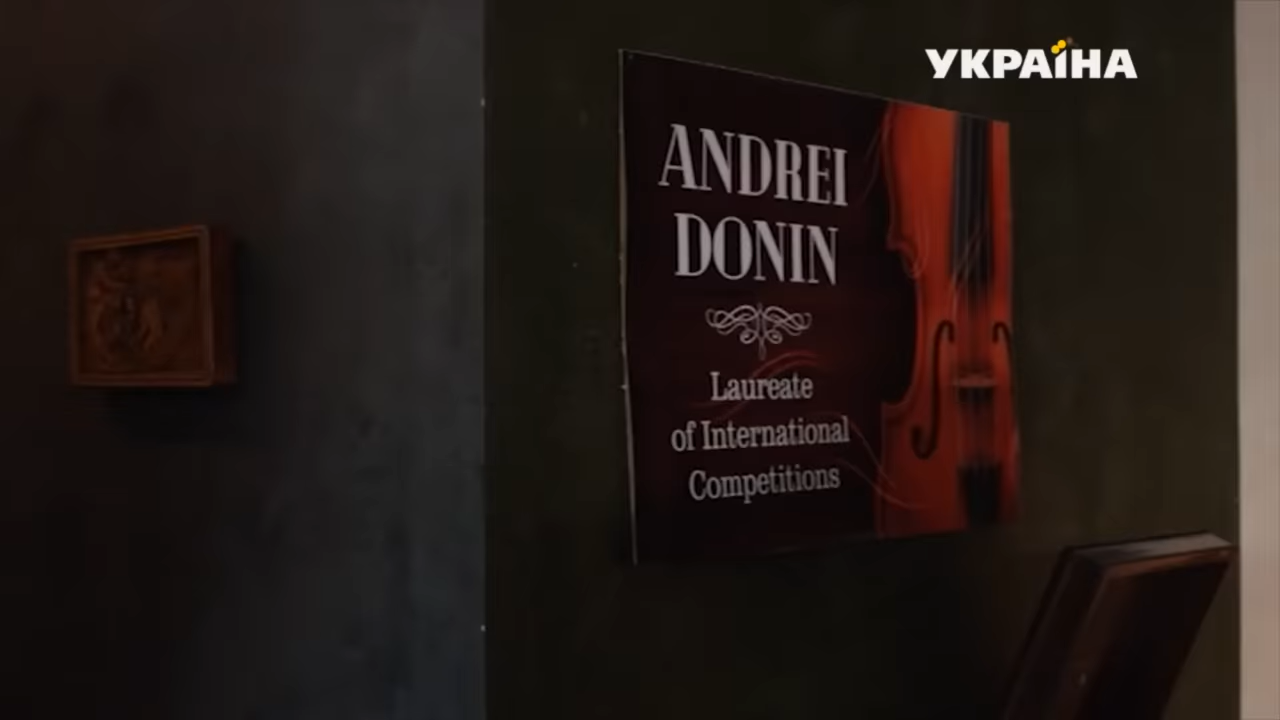 УКРАЇНА
ANDREI
DONIN
Laureate
of International
Competitions